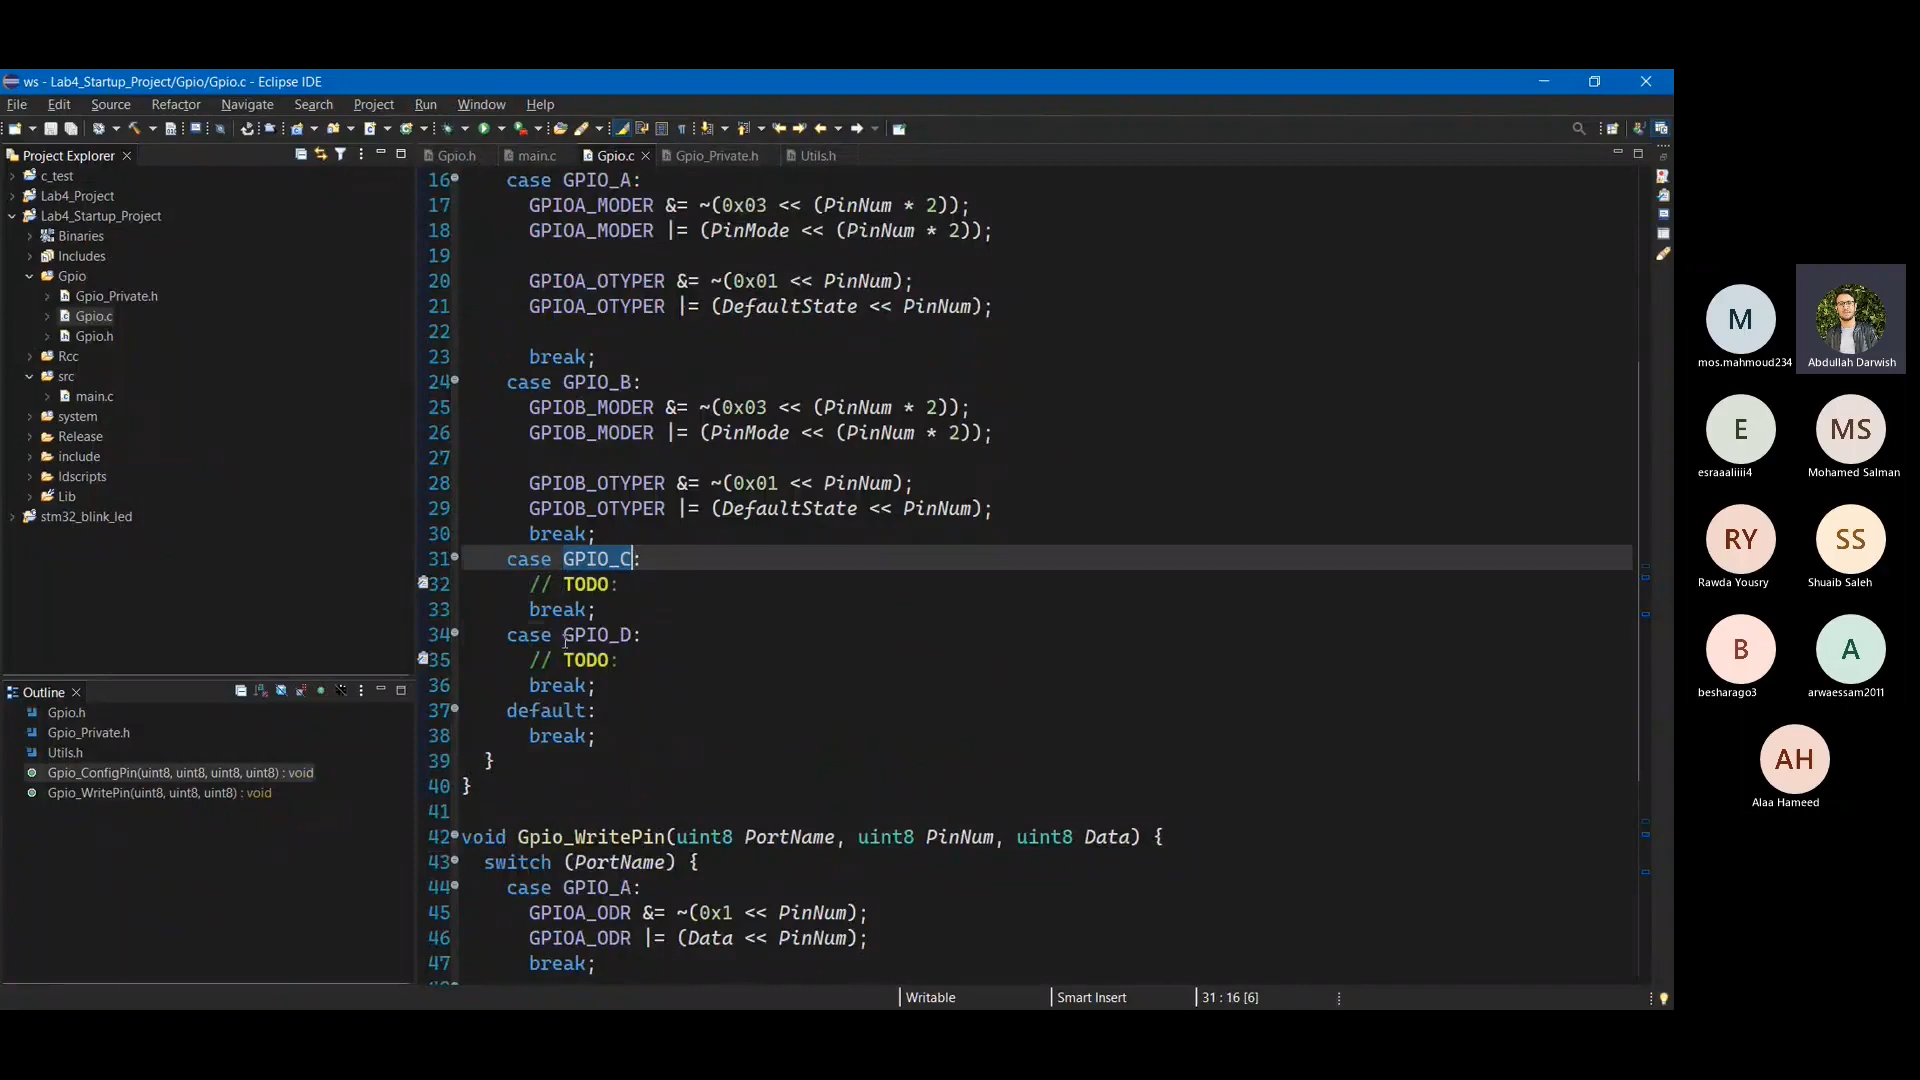 ws - Lab4_Startup_Project/Gpio/Gpio.c - Eclipse IDE
File Edit Source Refactor Navigate Search Project Run Window Help
Project Explorer
c_test
Lab4_Project
Lab4_Startup_Project
Binaries
Includes
Gpio
Gpio_Private.h
Gpio.c
Gpio.h
Rcc
src
main.c
system
Release
include
ldscripts
Lib
stm32_blink_led
Outline
Gpio.h
Gpio_Private.h
Utils.h
Gpio_ConfigPin(uint8, uint8, uint8, uint8) : void
Gpio_WritePin(uint8, uint8, uint8) : void
Gpio.h main.c Gpio.c Gpio_Private.h Utils.h
16 case GPIO_A:
17 GPIOA_MODER &= ~(0x03 << (PinNum * 2));
18 GPIOA_MODER |= (PinMode << (PinNum * 2));
19
20 GPIOA_OTYPER &= ~(0x01 << PinNum);
21 GPIOA_OTYPER |= (DefaultState << PinNum);
22
23 break;
24 case GPIO_B:
25 GPIOB_MODER &= ~(0x03 << (PinNum * 2));
26 GPIOB_MODER |= (PinMode << (PinNum * 2));
27
28 GPIOB_OTYPER &= ~(0x01 << PinNum);
29 GPIOB_OTYPER |= (DefaultState << PinNum);
30 break;
31 case GPIO_C:
32 // TODO:
33 break;
34 case GPIO_D:
35 // TODO:
36 break;
37 default:
38 break;
39 }
40 }
41
42 void Gpio_WritePin(uint8 PortName, uint8 PinNum, uint8 Data) {
43 switch (PortName) {
44 case GPIO_A:
45 GPIOA_ODR &= ~(0x1 << PinNum);
46 GPIOA_ODR |= (Data << PinNum);
47 break;
Writable Smart Insert 31 : 16 [6]
M
mos.mahmoud234
Abdullah Darwish
E
esraaliiii4
MS
Mohamed Salman
RY
Rawda Yousry
SS
Shuaib Saleh
B
besharago3
A
arwaessam2011
AH
Alaa Hameed